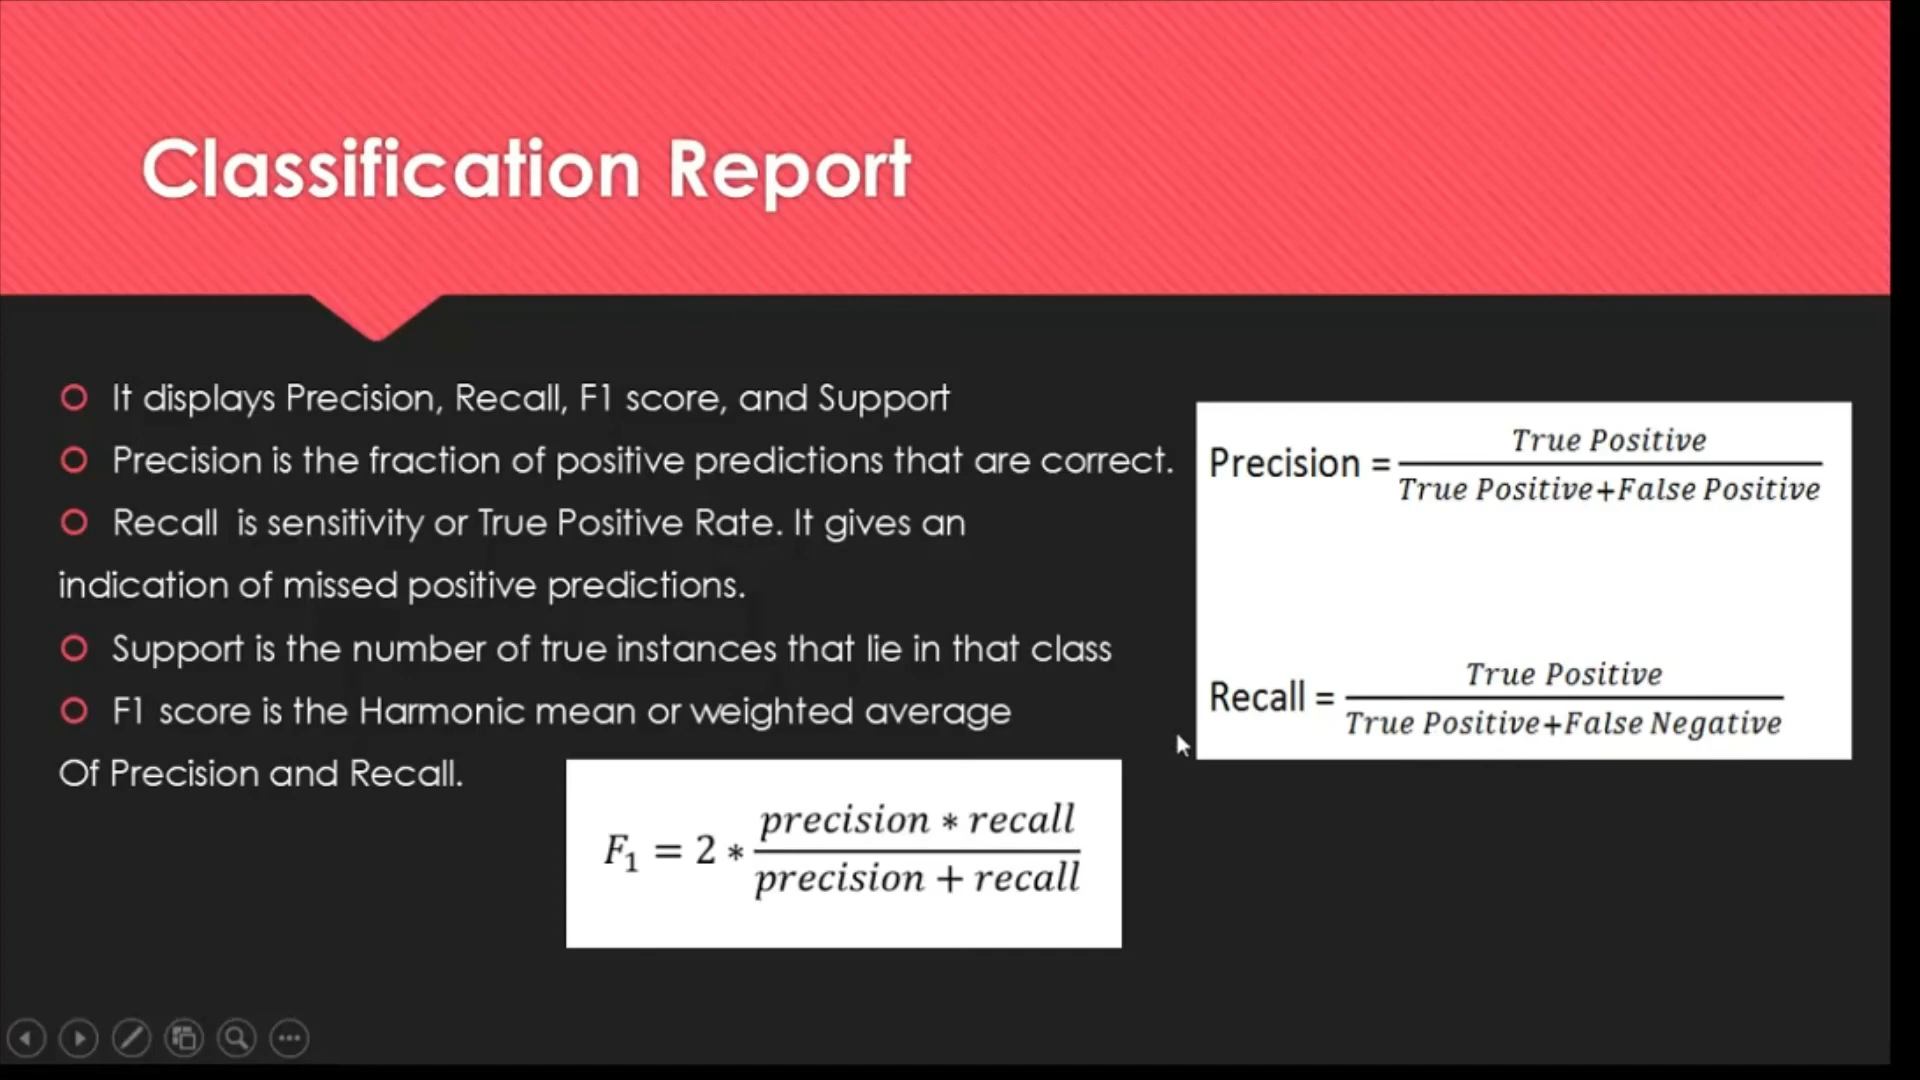 Classification Report
It displays Precision, Recall, F1 score, and Support
Precision is the fraction of positive predictions that are correct.
Recall is sensitivity or True Positive Rate. It gives an
indication of missed positive predictions.
Support is the number of true instances that lie in that class
F1 score is the Harmonic mean or weighted average
Of Precision and Recall.
Precision = True Positive / True Positive+False Positive
Recall = True Positive / True Positive+False Negative
F₁ = 2 * precision * recall / precision + recall